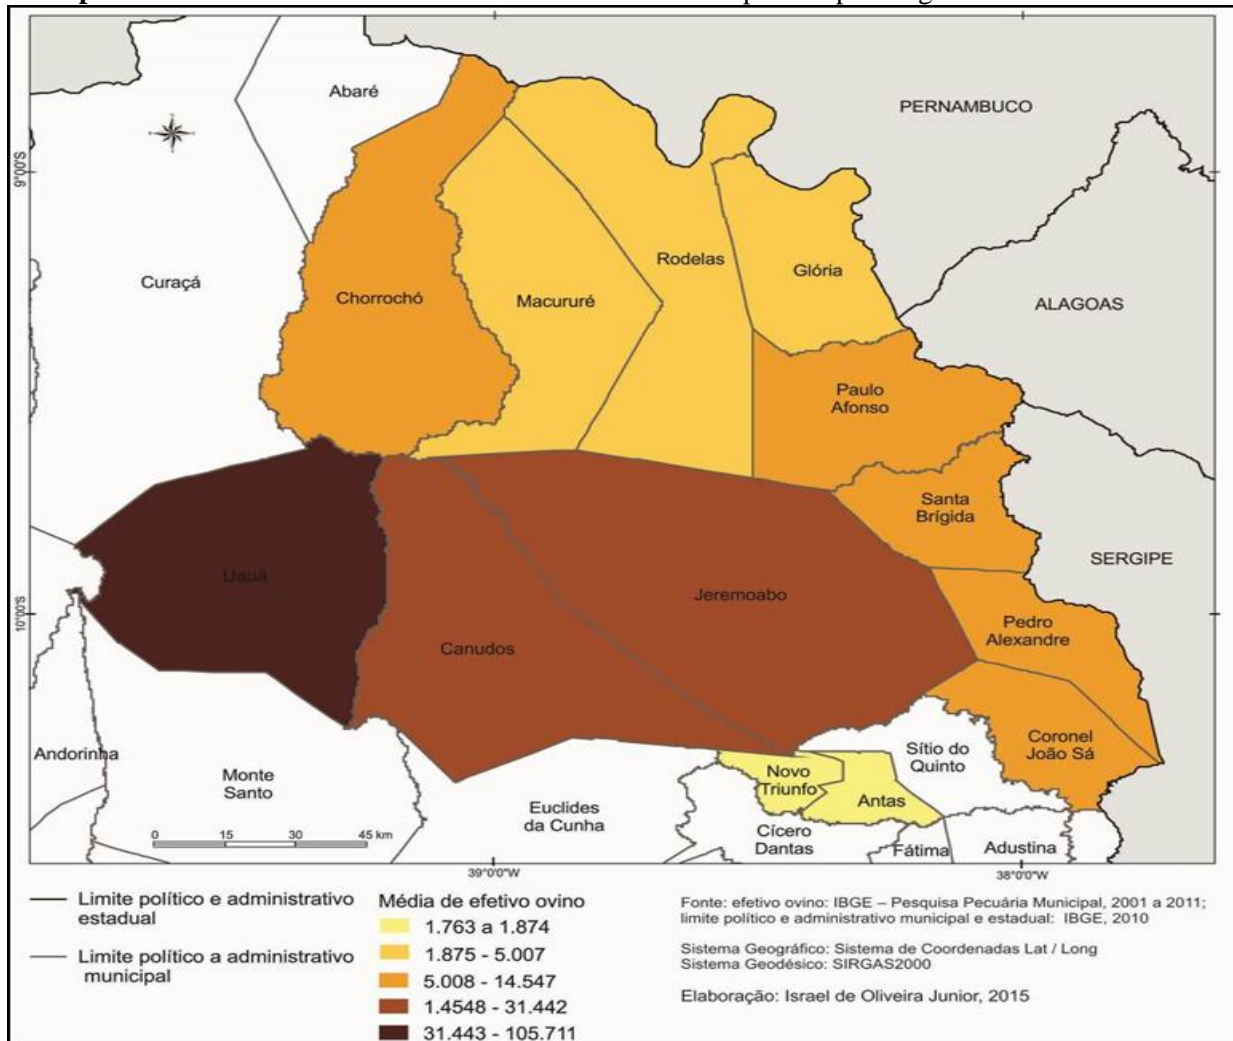 PERNAMBUCO
Abaré
9°00'S
Curaçá
Chorrochó
Macururé
Rodelas
Glória
ALAGOAS
Paulo
Afonso
Santa
Brígida
SERGIPE
Uauá
Jeremoabo
10°00'S
Canudos
Pedro
Alexandre
Andorinha
Monte
Santo
Coronel
João Sá
Sítio do
Quinto
Novo
Triunfo
Antas
Euclides
da Cunha
Cícero
Dantas
Fátima
Adustina
0 15 30 45 km
39°0'0"W
38°0'0"W
Limite político e administrativo
estadual
Limite político a administrativo
municipal
Média de efetivo ovino
1.763 a 1.874
1.875 - 5.007
5.008 - 14.547
1.4548 - 31.442
31.443 - 105.711
Fonte: efetivo ovino: IBGE – Pesquisa Pecuária Municipal, 2001 a 2011;
limite político e administrativo municipal e estadual: IBGE, 2010
Sistema Geográfico: Sistema de Coordenadas Lat / Long
Sistema Geodésico: SIRGAS2000
Elaboração: Israel de Oliveira Junior, 2015